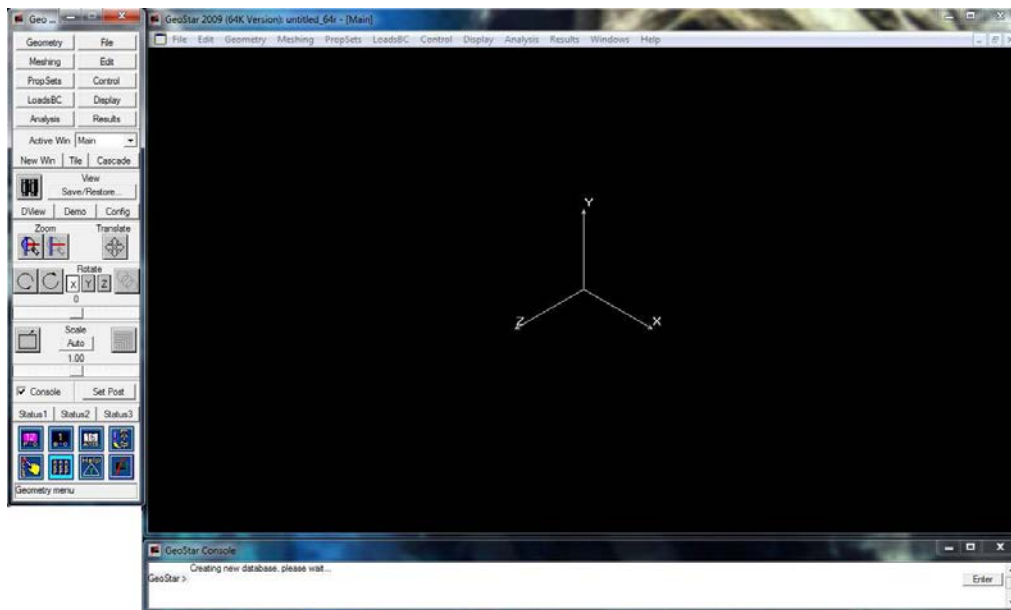 Geo ...
Geometry File
Meshing Edit
PropSets Control
LoadsBC Display
Analysis Results
Active Win Main
New Win Tile Cascade
View
Save/Restore...
DView Demo Config
Zoom Translate
Rotate
X Y Z
0
Scale
Auto
1.00
Console Set Post
Status1 Status2 Status3
Geometry menu
GeoStar 2009 (64K Version): untitled_64r - [Main]
File Edit Geometry Meshing PropSets LoadsBC Control Display Analysis Results Windows Help
Y
Z X
GeoStar Console
Creating new database, please wait...
GeoStar > Enter